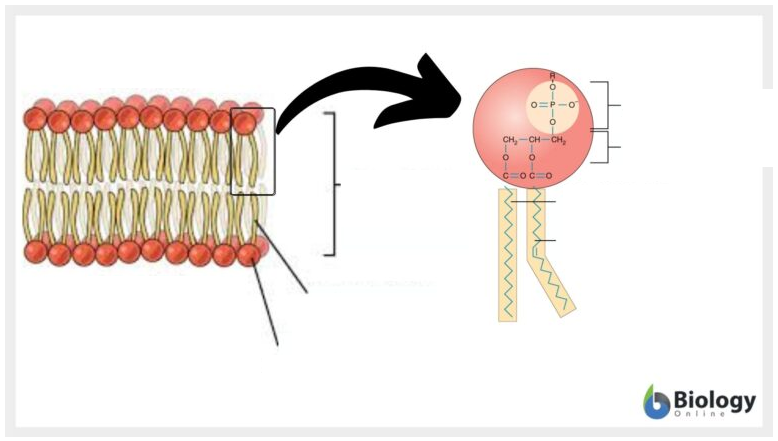 R
O
O=P—O⁻
O
CH₂—CH—CH₂
O O
C=O C=O
Biology
Online